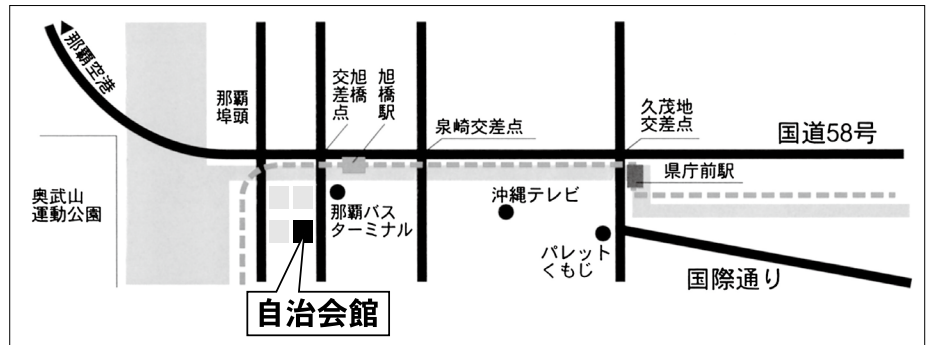 那覇空港
那覇
埠頭
旭橋
交差点
旭橋駅
泉崎交差点
久茂地
交差点
国道58号
県庁前駅
奥武山
運動公園
那覇バス
ターミナル
沖縄テレビ
パレット
くもじ
国際通り
自治会館